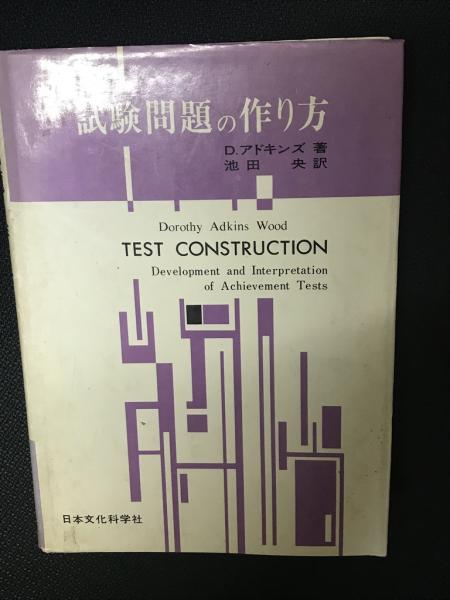 試験問題の作り方
D.アドキンズ 著
池田 央 訳
Dorothy Adkins Wood
TEST CONSTRUCTION
Development and Interpretation
of Achievement Tests
日本文化科学社